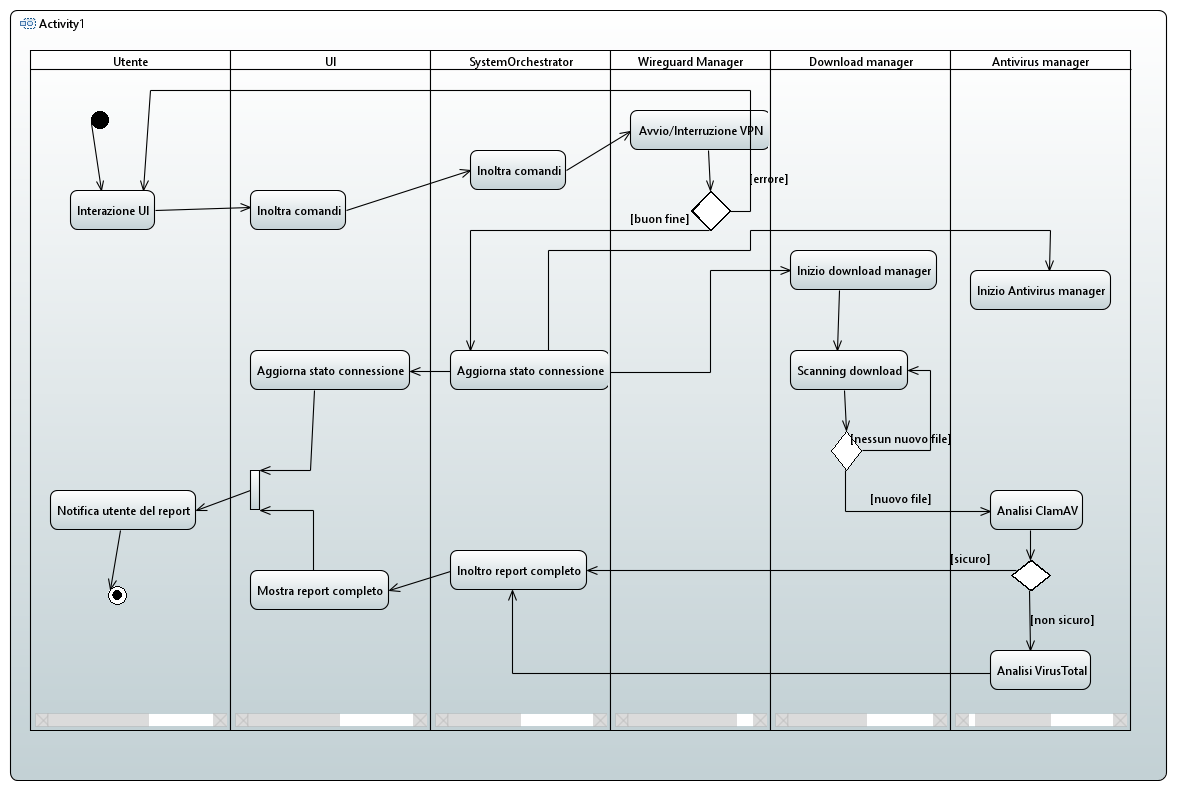 Activity1
Utente
UI
SystemOrchestrator
Wireguard Manager
Download manager
Antivirus manager
Avvio/Interruzione VPN
Inoltra comandi
[errore]
Interazione UI
Inoltra comandi
[buon fine]
Inizio download manager
Inizio Antivirus manager
Aggiorna stato connessione
Aggiorna stato connessione
Scanning download
[nessun nuovo file]
[nuovo file]
Notifica utente del report
Analisi ClamAV
[sicuro]
Inoltro report completo
Mostra report completo
[non sicuro]
Analisi VirusTotal